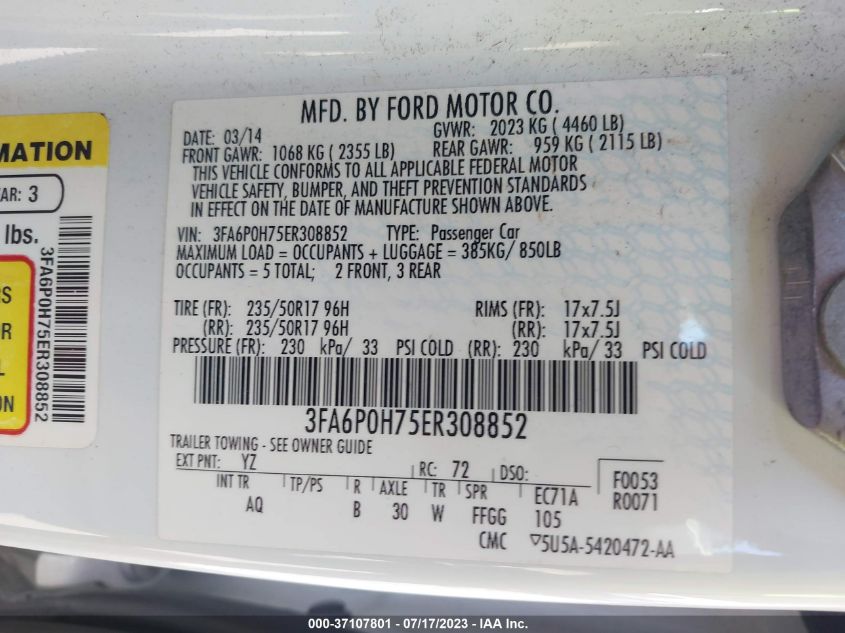 MFD. BY FORD MOTOR CO.
DATE: 03/14 GVWR: 2023 KG ( 4460 LB)
FRONT GAWR: 1068 KG ( 2355 LB) REAR GAWR: 959 KG ( 2115 LB)
THIS VEHICLE CONFORMS TO ALL APPLICABLE FEDERAL MOTOR
VEHICLE SAFETY, BUMPER, AND THEFT PREVENTION STANDARDS
IN EFFECT ON THE DATE OF MANUFACTURE SHOWN ABOVE.
VIN: 3FA6P0H75ER308852 TYPE: Passenger Car
MAXIMUM LOAD = OCCUPANTS + LUGGAGE = 385KG/ 850LB
OCCUPANTS = 5 TOTAL; 2 FRONT, 3 REAR
TIRE (FR): 235/50R17 96H RIMS (FR): 17x7.5J
(RR): 235/50R17 96H (RR): 17x7.5J
PRESSURE (FR): 230 kPa/ 33 PSI COLD (RR): 230 kPa/ 33 PSI COLD
3FA6P0H75ER308852
TRAILER TOWING - SEE OWNER GUIDE
EXT PNT: YZ RC: 72 DSO: F0053
R0071
INT TR TP/PS R AXLE TR SPR EC71A
AQ B 30 W FFGG 105
CMC ▽5U5A-5420472-AA
MATION
AR: 3
lbs.
3FA6P0H75ER308852
RS
OR
L
ON
000-37107801 - 07/17/2023 - IAA Inc.